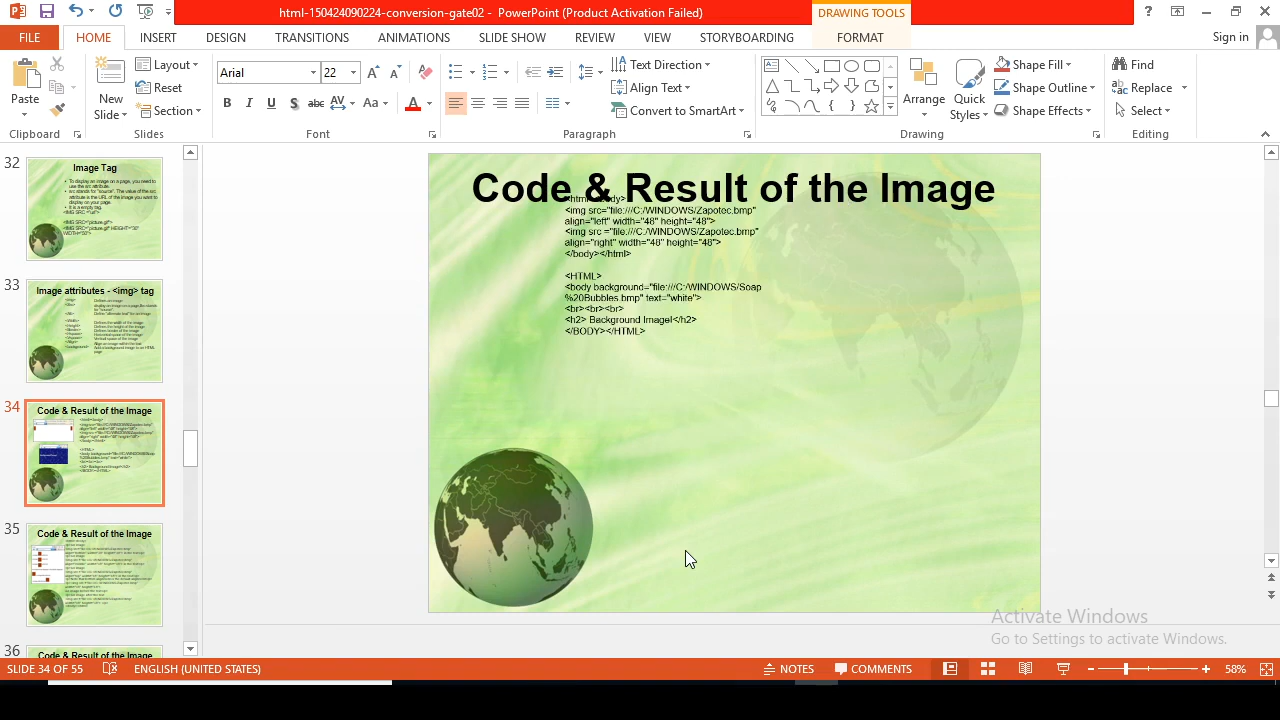 html-150424090224-conversion-gate02 - PowerPoint (Product Activation Failed)
DRAWING TOOLS
FILE HOME INSERT DESIGN TRANSITIONS ANIMATIONS SLIDE SHOW REVIEW VIEW STORYBOARDING FORMAT
Sign in
Paste
New Slide
Layout
Reset
Section
Arial 22
Text Direction
Align Text
Convert to SmartArt
Arrange
Quick Styles
Shape Fill
Shape Outline
Shape Effects
Find
Replace
Select
Clipboard Slides Font Paragraph Drawing Editing
32
Image Tag
33
Image attributes - <img> tag
34
Code & Result of the Image
35
Code & Result of the Image
36
Code & Result of the Image
Code & Result of the Image
<html><body>
<img src="file:///C:/WINDOWS/Zapotec.bmp"
align="left" width="48" height="48">
<img src ="file:///C:/WINDOWS/Zapotec.bmp"
align="right" width="48" height="48">
</body></html>
<HTML>
<body background="file:///C:/WINDOWS/Soap
%20Bubbles.bmp" text="white">
<br><br><br>
<h2> Background Image!</h2>
</BODY></HTML>
Activate Windows
Go to Settings to activate Windows.
SLIDE 34 OF 55 ENGLISH (UNITED STATES) NOTES COMMENTS 58%